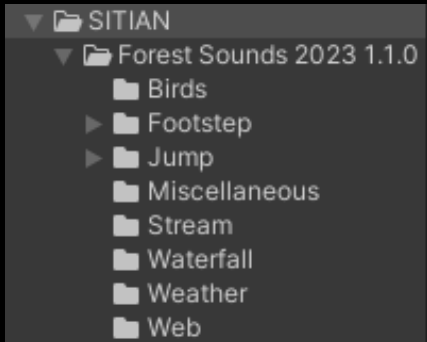 SITIAN
Forest Sounds 2023 1.1.0
Birds
Footstep
Jump
Miscellaneous
Stream
Waterfall
Weather
Web